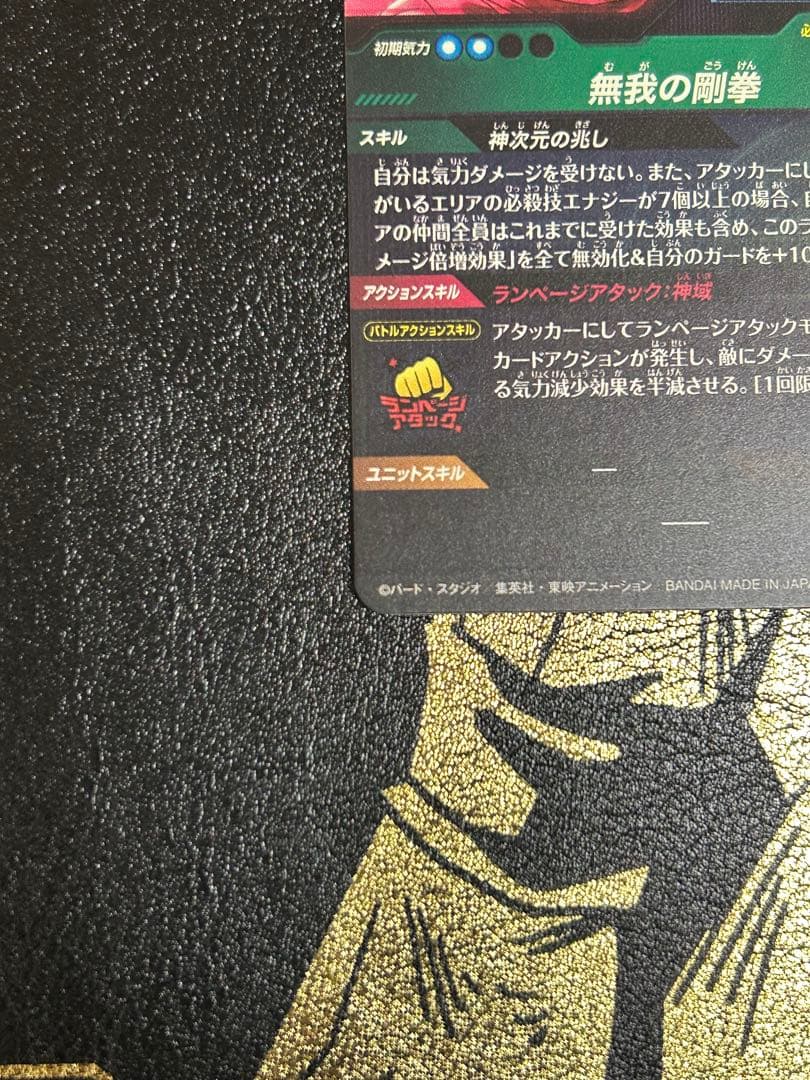 初期気力
無我の剛拳
スキル 神次元の兆し
自分は気力ダメージを受けない。また、アタッカーにし
がいるエリアの必殺技エナジーが7個以上の場合、
アの仲間全員はこれまでに受けた効果も含め、このラ
メージ倍増効果」を全て無効化&自分のガードを+10
アクションスキル ランページアタック:神域
バトルアクションスキル アタッカーにしてランページアタックモ
カードアクションが発生し、敵にダメー
る気力減少効果を半減させる。[1回限
ランページ
アタック
ユニットスキル —
—
©バード・スタジオ 集英社・東映アニメーション BANDAI MADE IN JAPA